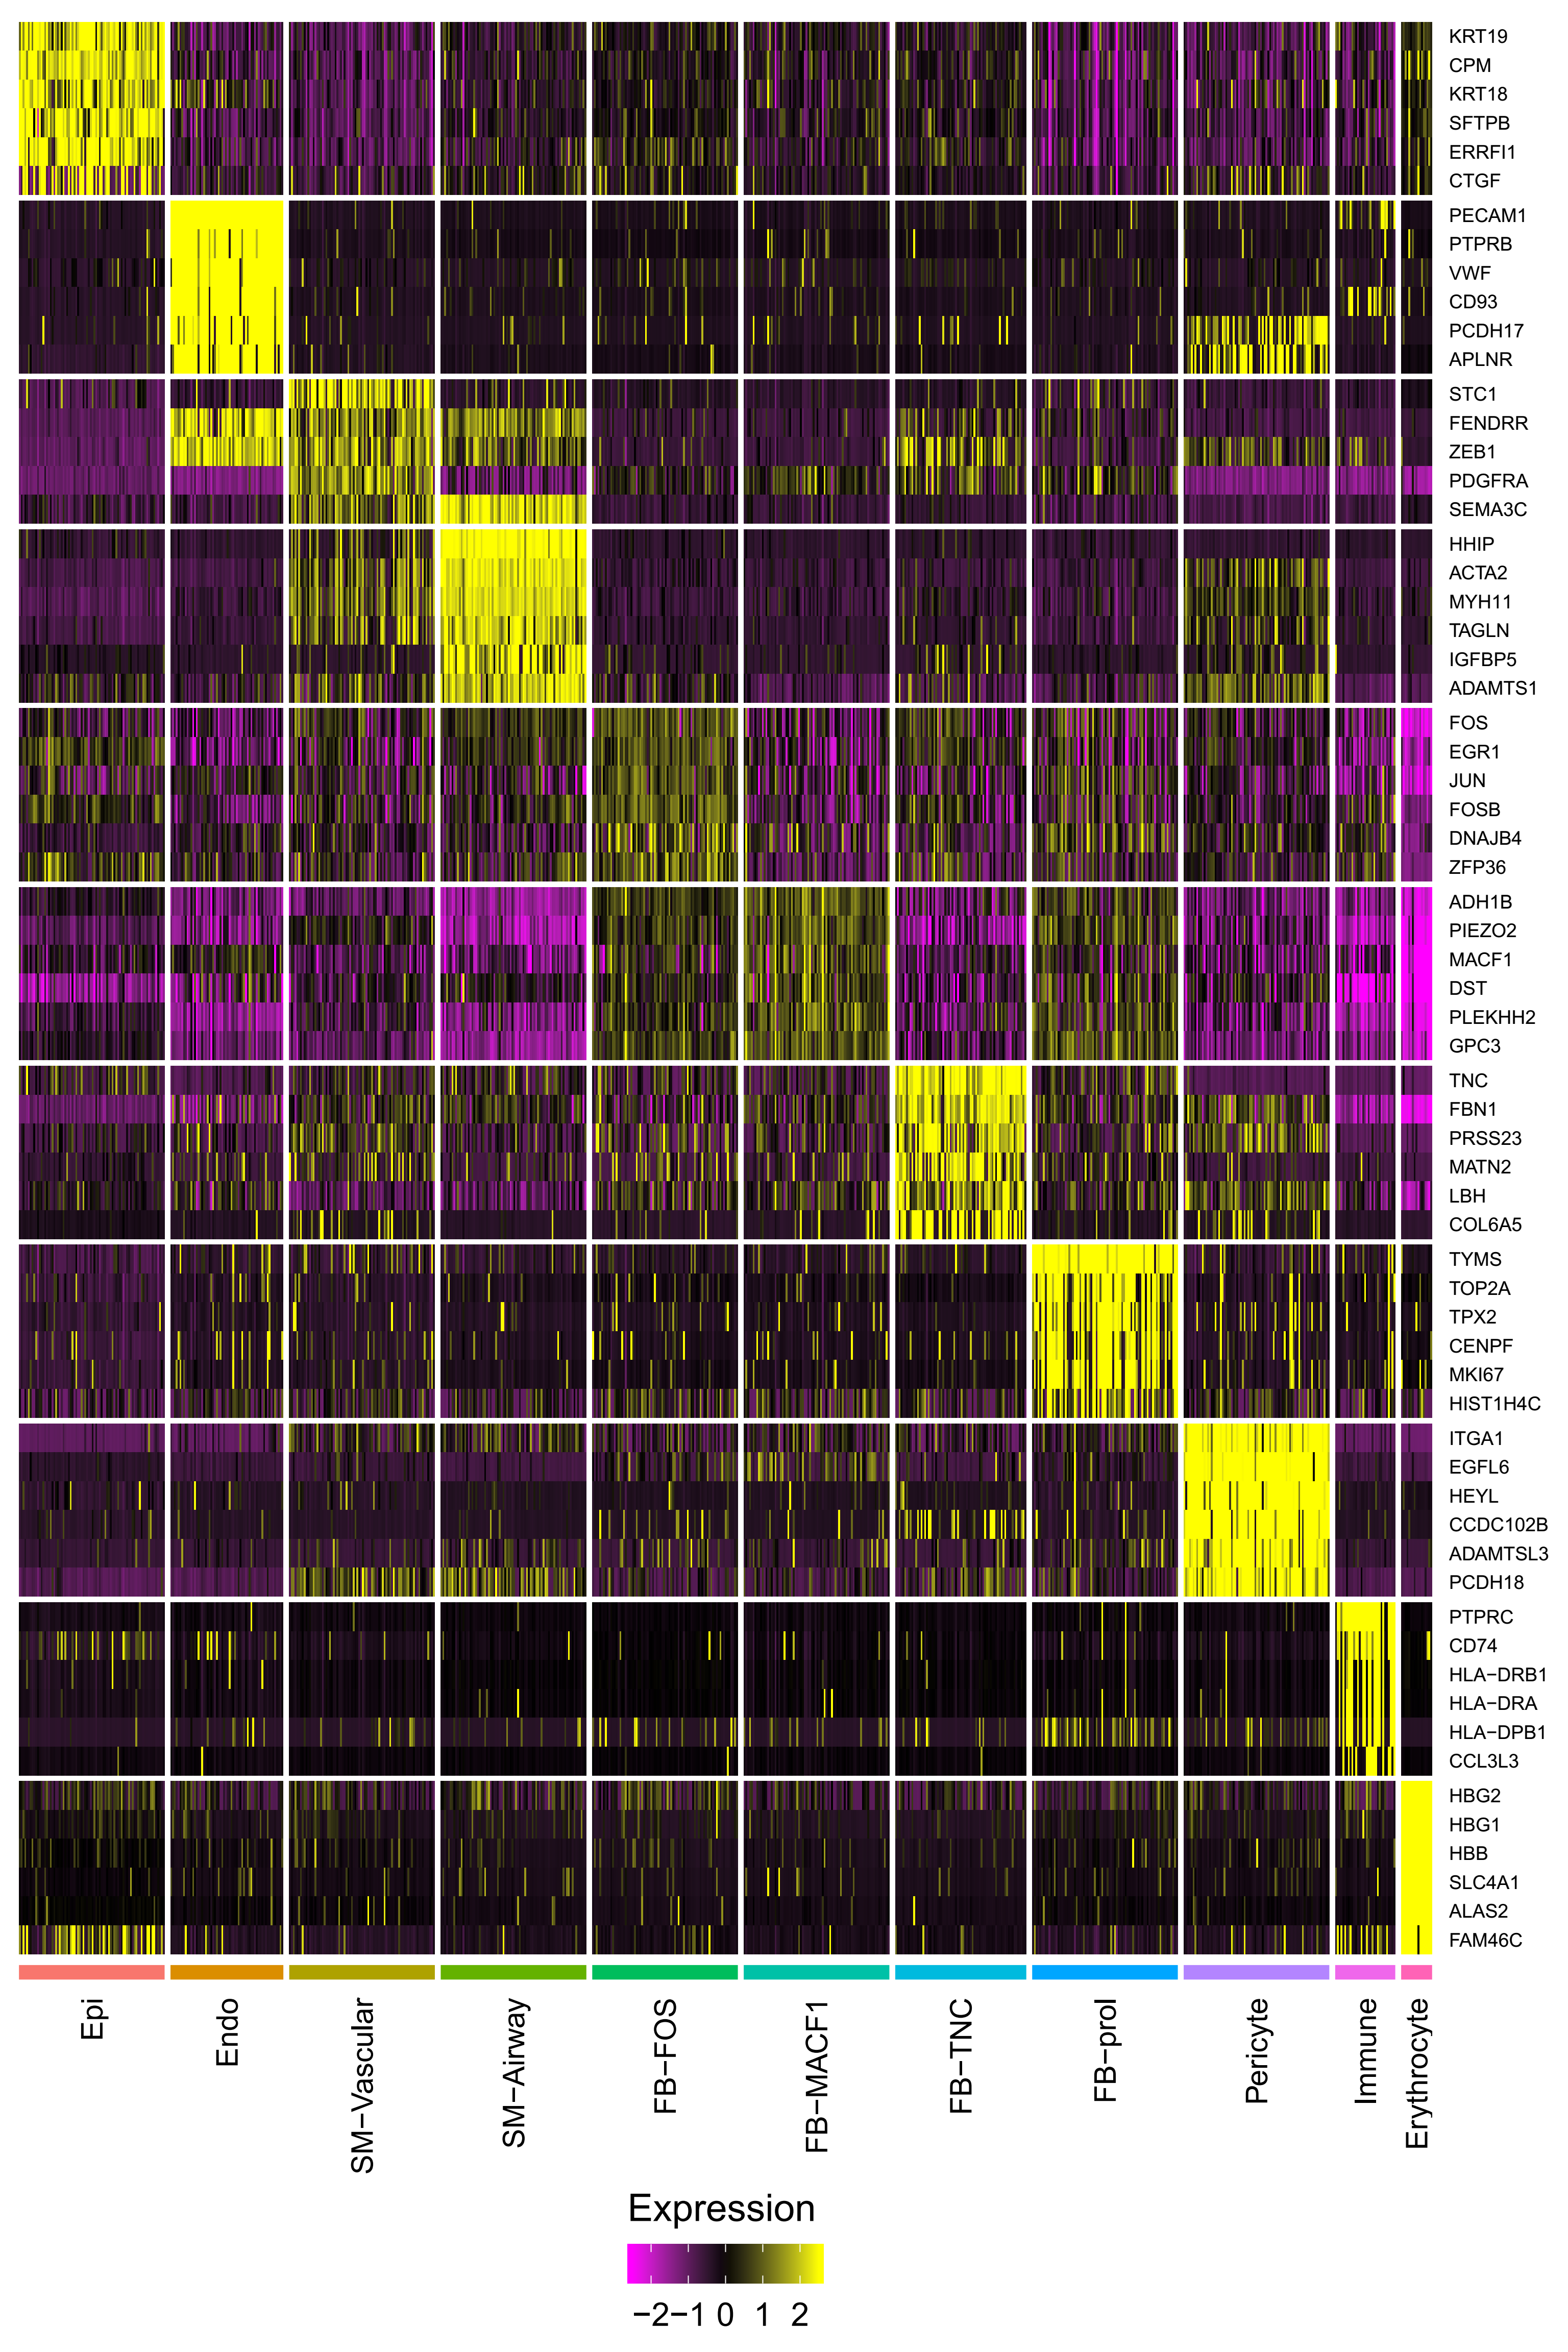 KRT19
CPM
KRT18
SFTPB
ERRFI1
CTGF
PECAM1
PTPRB
VWF
CD93
PCDH17
APLNR
STC1
FENDRR
ZEB1
PDGFRA
SEMA3C
HHIP
ACTA2
MYH11
TAGLN
IGFBP5
ADAMTS1
FOS
EGR1
JUN
FOSB
DNAJB4
ZFP36
ADH1B
PIEZO2
MACF1
DST
PLEKHH2
GPC3
TNC
FBN1
PRSS23
MATN2
LBH
COL6A5
TYMS
TOP2A
TPX2
CENPF
MKI67
HIST1H4C
ITGA1
EGFL6
HEYL
CCDC102B
ADAMTSL3
PCDH18
PTPRC
CD74
HLA−DRB1
HLA−DRA
HLA−DPB1
CCL3L3
HBG2
HBG1
HBB
SLC4A1
ALAS2
FAM46C
Epi
Endo
SM−Vascular
SM−Airway
FB−FOS
FB−MACF1
FB−TNC
FB−prol
Pericyte
Immune
Erythrocyte
Expression
−2 −1 0 1 2